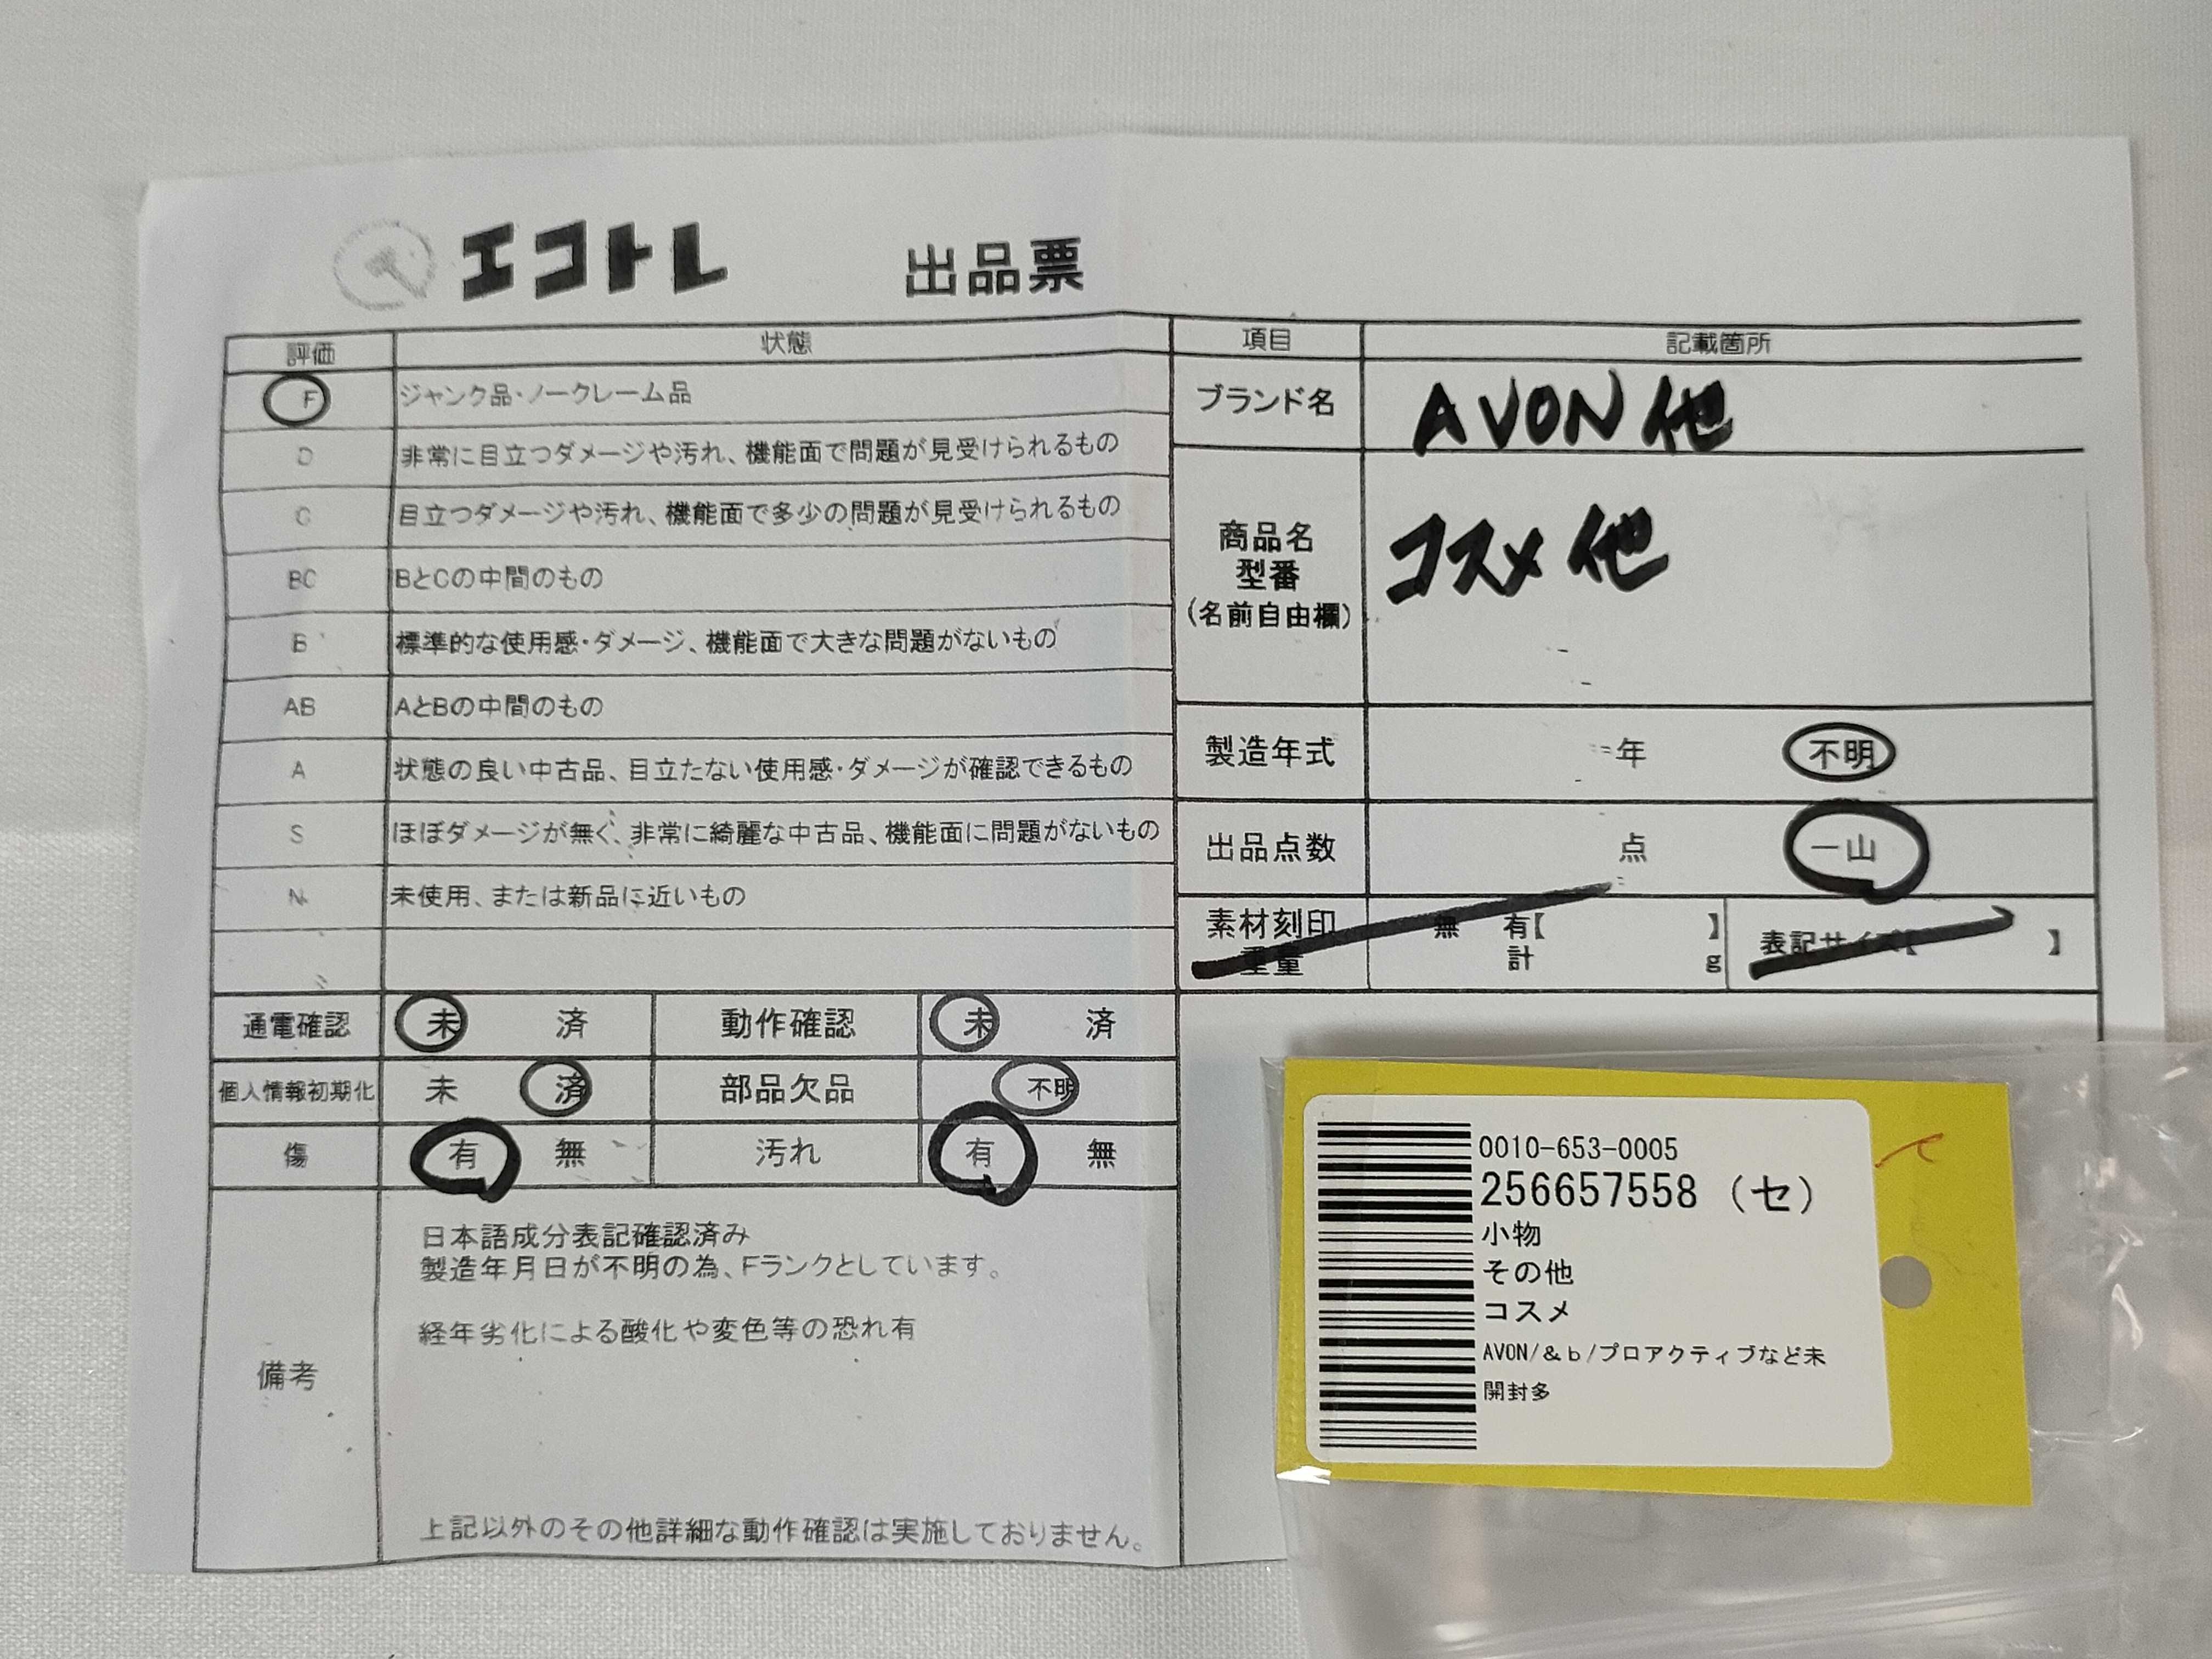 エコトレ 出品票
評価 状態
F ジャンク品・ノークレーム品
D 非常に目立つダメージや汚れ、機能面で問題が見受けられるもの
C 目立つダメージや汚れ、機能面で多少の問題が見受けられるもの
BC BとCの中間のもの
B 標準的な使用感・ダメージ、機能面で大きな問題がないもの
AB AとBの中間のもの
A 状態の良い中古品、目立たない使用感・ダメージが確認できるもの
S ほぼダメージが無く、非常に綺麗な中古品、機能面に問題がないもの
N 未使用、または新品に近いもの
項目 記載箇所
ブランド名 AVON 他
商品名
型番
(名前自由欄)
コスメ 他
製造年式 年 不明
出品点数 点 一山
素材刻印 無 有【 】
重量 計 g
表記サイズ【 】
通電確認 未 済 動作確認 未 済
個人情報初期化 未 済 部品欠品 不明
傷 有 無 汚れ 有 無
備考
日本語成分表記確認済み
製造年月日が不明の為、Fランクとしています。
経年劣化による酸化や変色等の恐れ有
上記以外のその他詳細な動作確認は実施しておりません。
0010-653-0005
256657558 (セ)
小物
その他
コスメ
AVON/&b/プロアクティブなど未
開封多